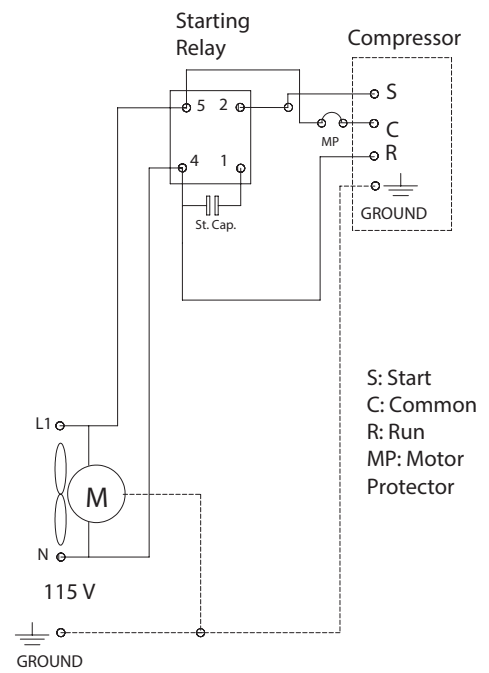 Starting
Relay
Compressor
5 2
S
MP
C
R
4 1
St. Cap.
GROUND
S: Start
C: Common
R: Run
MP: Motor
Protector
L1
M
N
115 V
GROUND